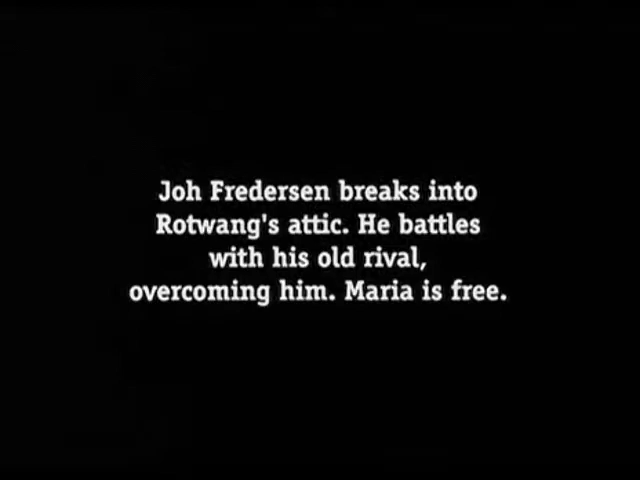 Joh Fredersen breaks into
Rotwang's attic. He battles
with his old rival,
overcoming him. Maria is free.